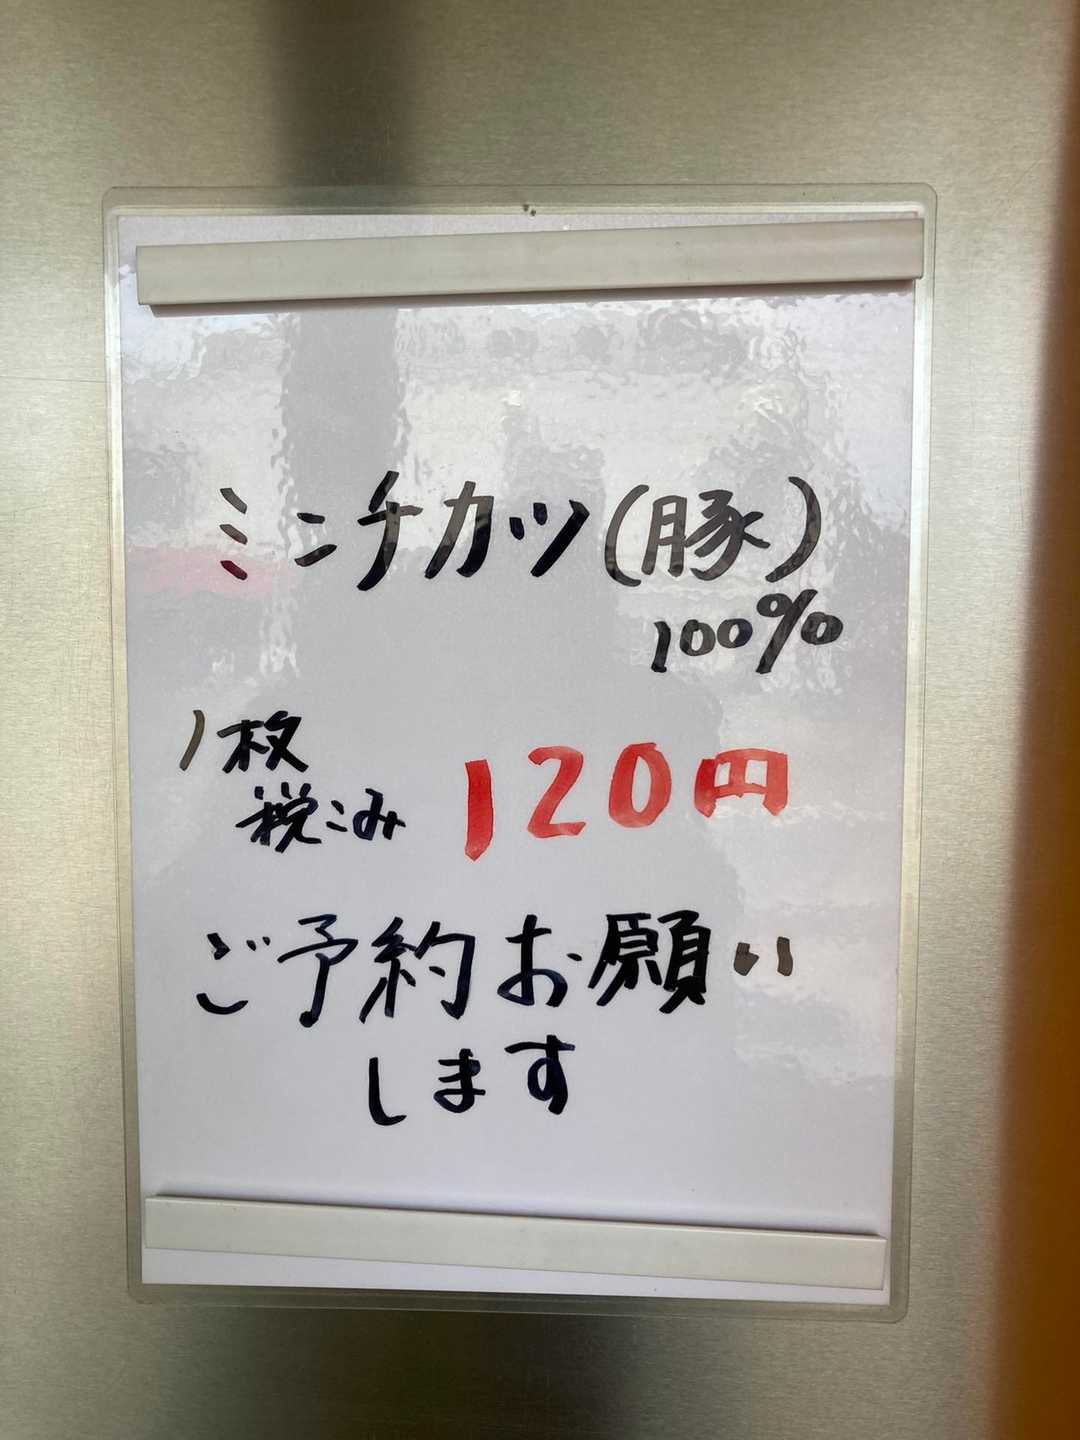 ミンチカツ(豚)
100%
1枚
税こみ 120円
ご予約お願い
します